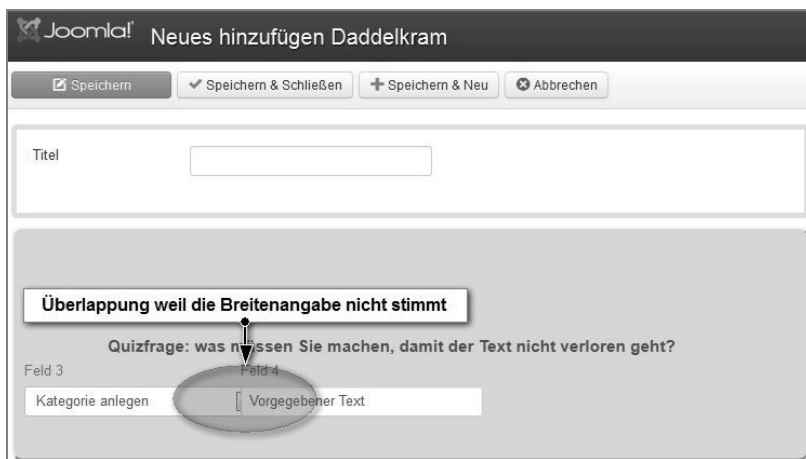 Joomla! Neues hinzufügen Daddelkram
Speichern Speichern & Schließen Speichern & Neu Abbrechen
Titel
Überlappung weil die Breitenangabe nicht stimmt
Quizfrage: was müssen Sie machen, damit der Text nicht verloren geht?
Feld 3 Feld 4
Kategorie anlegen Vorgegebener Text